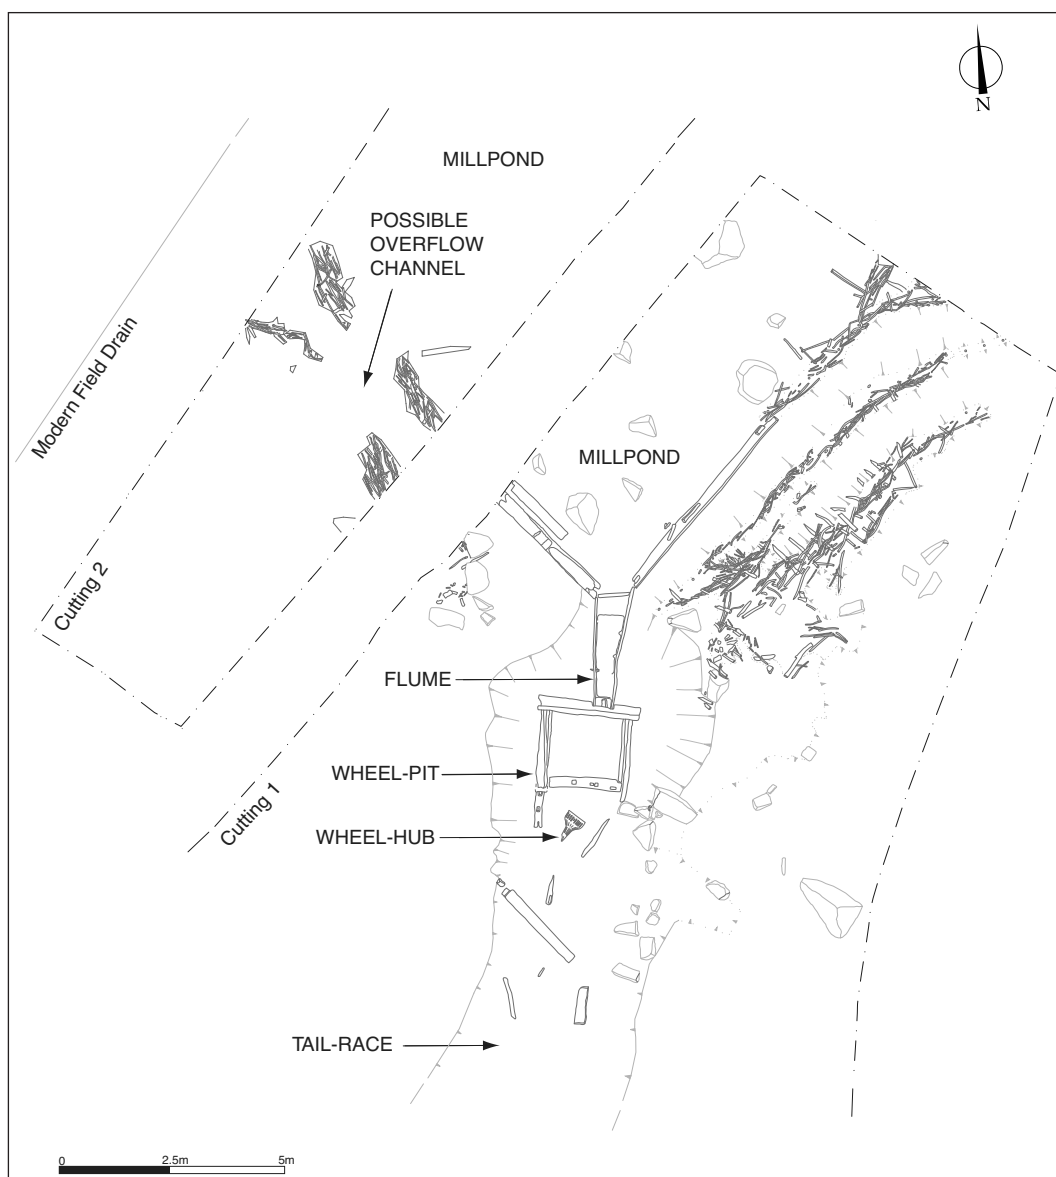 N
MILLPOND
POSSIBLE
OVERFLOW
CHANNEL
Modern Field Drain
MILLPOND
Cutting 2
FLUME
WHEEL-PIT
Cutting 1
WHEEL-HUB
TAIL-RACE
0 2.5m 5m